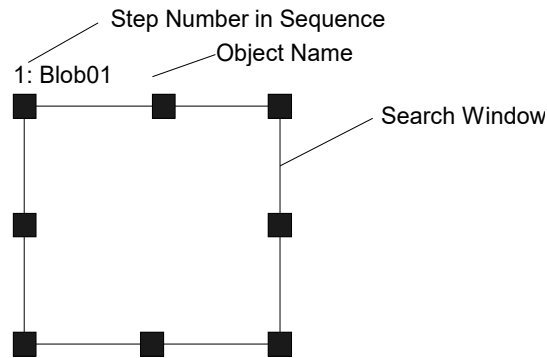 Step Number in Sequence
Object Name
1: Blob01
Search Window